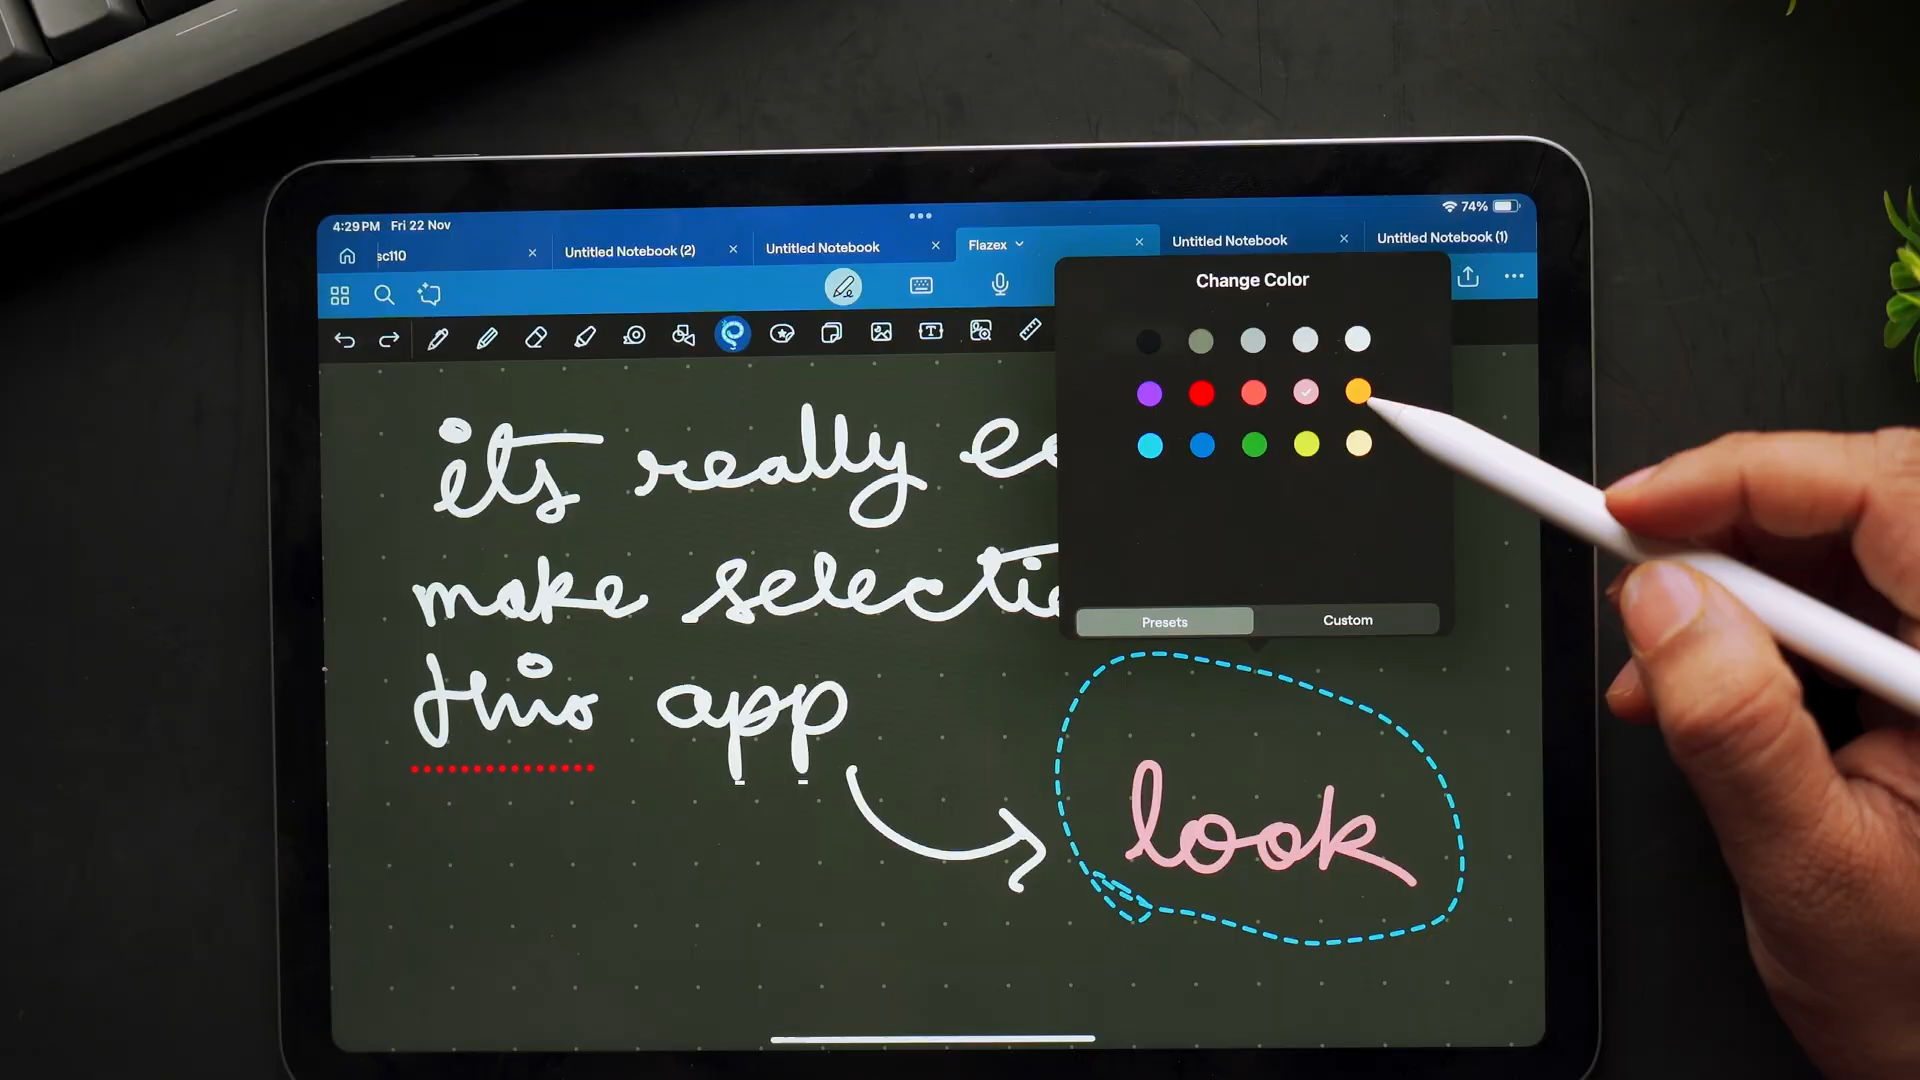 4:29 PM Fri 22 Nov
74%
sc110
Untitled Notebook (2)
Untitled Notebook
Flazex
Untitled Notebook
Untitled Notebook (1)
Change Color
its really
make
this app
look
Presets
Custom